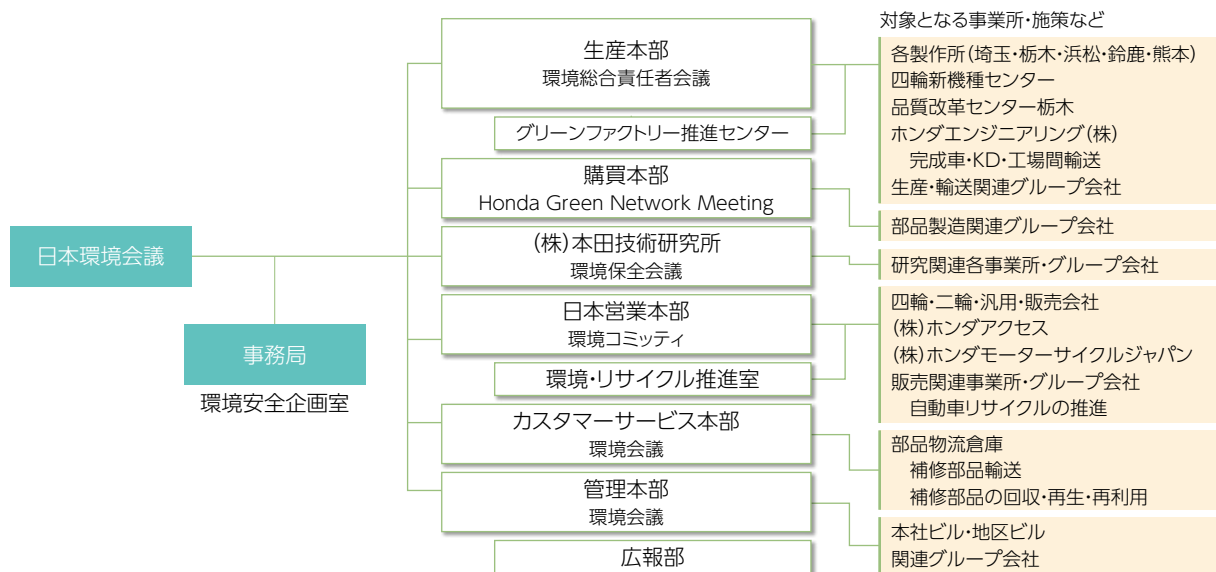 対象となる事業所・施策など
日本環境会議
事務局
環境安全企画室
生産本部
環境総合責任者会議
グリーンファクトリー推進センター
各製作所(埼玉・栃木・浜松・鈴鹿・熊本)
四輪新機種センター
品質改革センター栃木
ホンダエンジニアリング(株)
完成車・KD・工場間輸送
生産・輸送関連グループ会社
購買本部
Honda Green Network Meeting
部品製造関連グループ会社
(株)本田技術研究所
環境保全会議
研究関連各事業所・グループ会社
日本営業本部
環境コミッティ
環境・リサイクル推進室
四輪・二輪・汎用・販売会社
(株)ホンダアクセス
(株)ホンダモーターサイクルジャパン
販売関連事業所・グループ会社
自動車リサイクルの推進
カスタマーサービス本部
環境会議
部品物流倉庫
補修部品輸送
補修部品の回収・再生・再利用
管理本部
環境会議
広報部
本社ビル・地区ビル
関連グループ会社